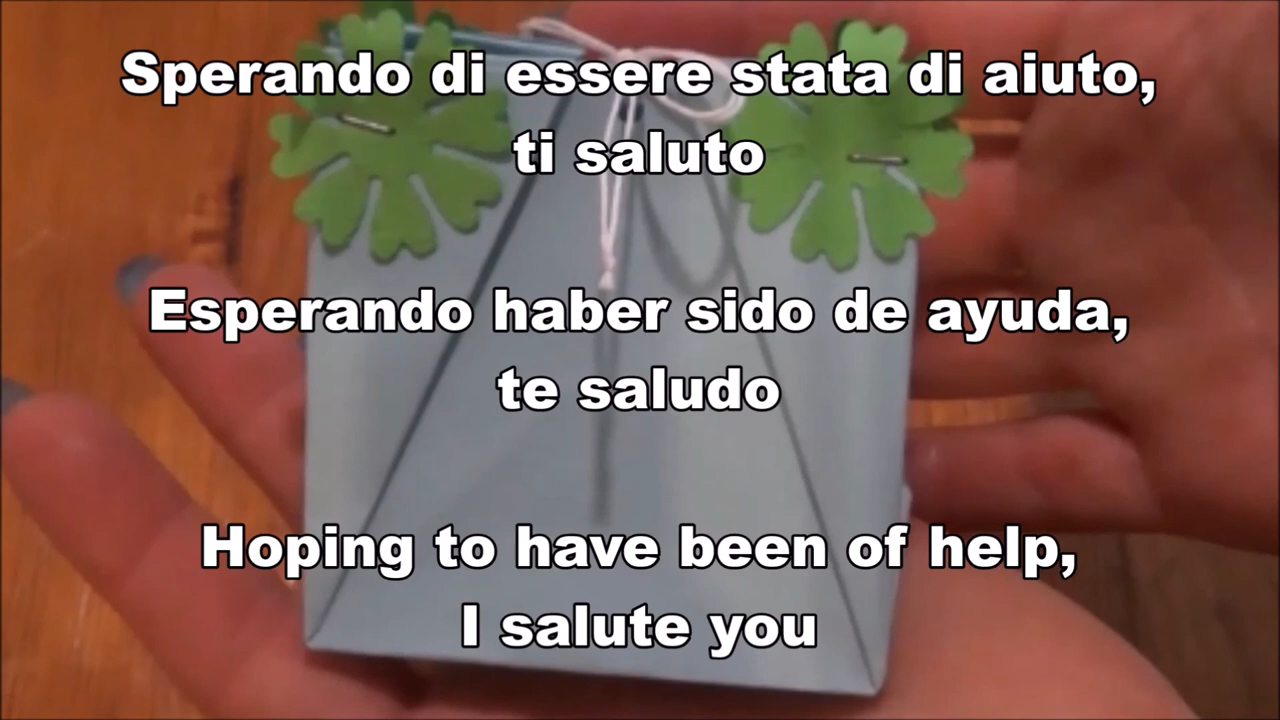 Sperando di essere stata di aiuto,
ti saluto
Esperando haber sido de ayuda,
te saludo
Hoping to have been of help,
I salute you